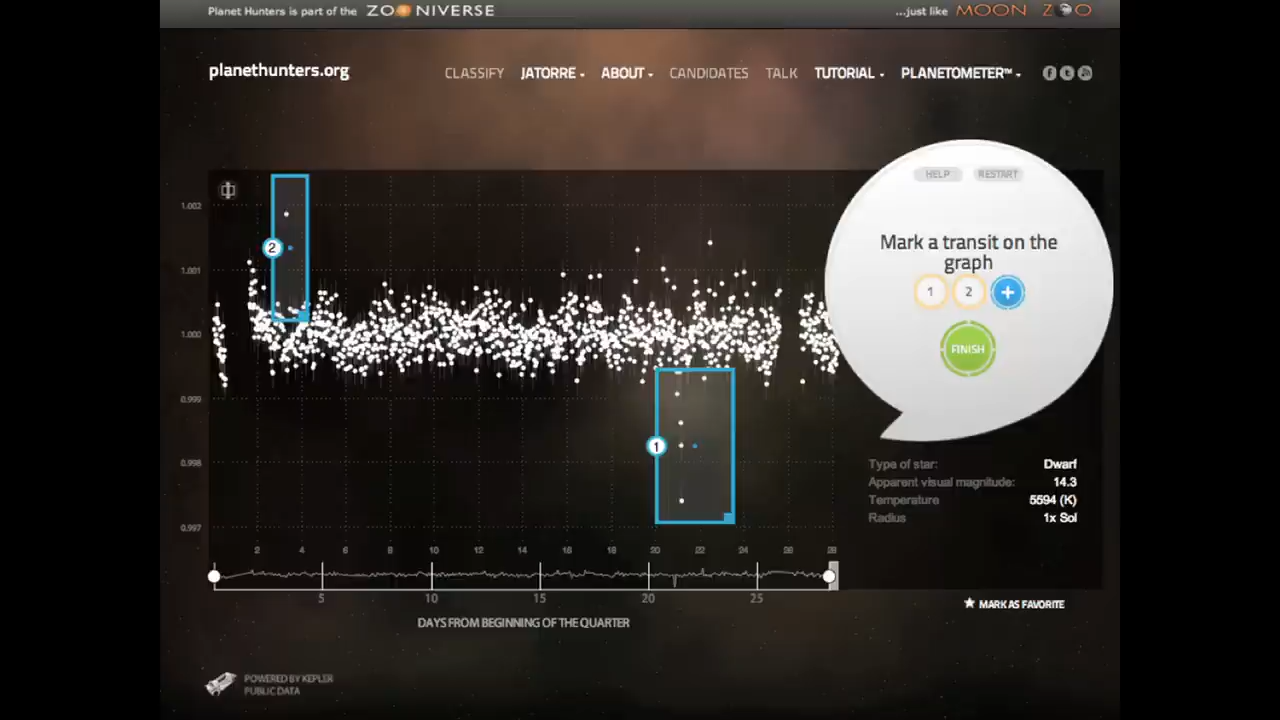 Planet Hunters is part of the ZOONIVERSE ...just like MOON ZOO
planethunters.org
CLASSIFY JATORRE ABOUT CANDIDATES TALK TUTORIAL PLANETOMETER™
HELP RESTART
Mark a transit on the
graph
1 2 +
FINISH
1.002
1.001
1.000
0.999
0.998
0.997
2
1
2 4 6 8 10 12 14 16 18 20 22 24 26 28
5 10 15 20 25
DAYS FROM BEGINNING OF THE QUARTER
Type of star: Dwarf
Apparent visual magnitude: 14.3
Temperature 5594 (K)
Radius 1x Sol
★ MARK AS FAVORITE
POWERED BY KEPLER
PUBLIC DATA